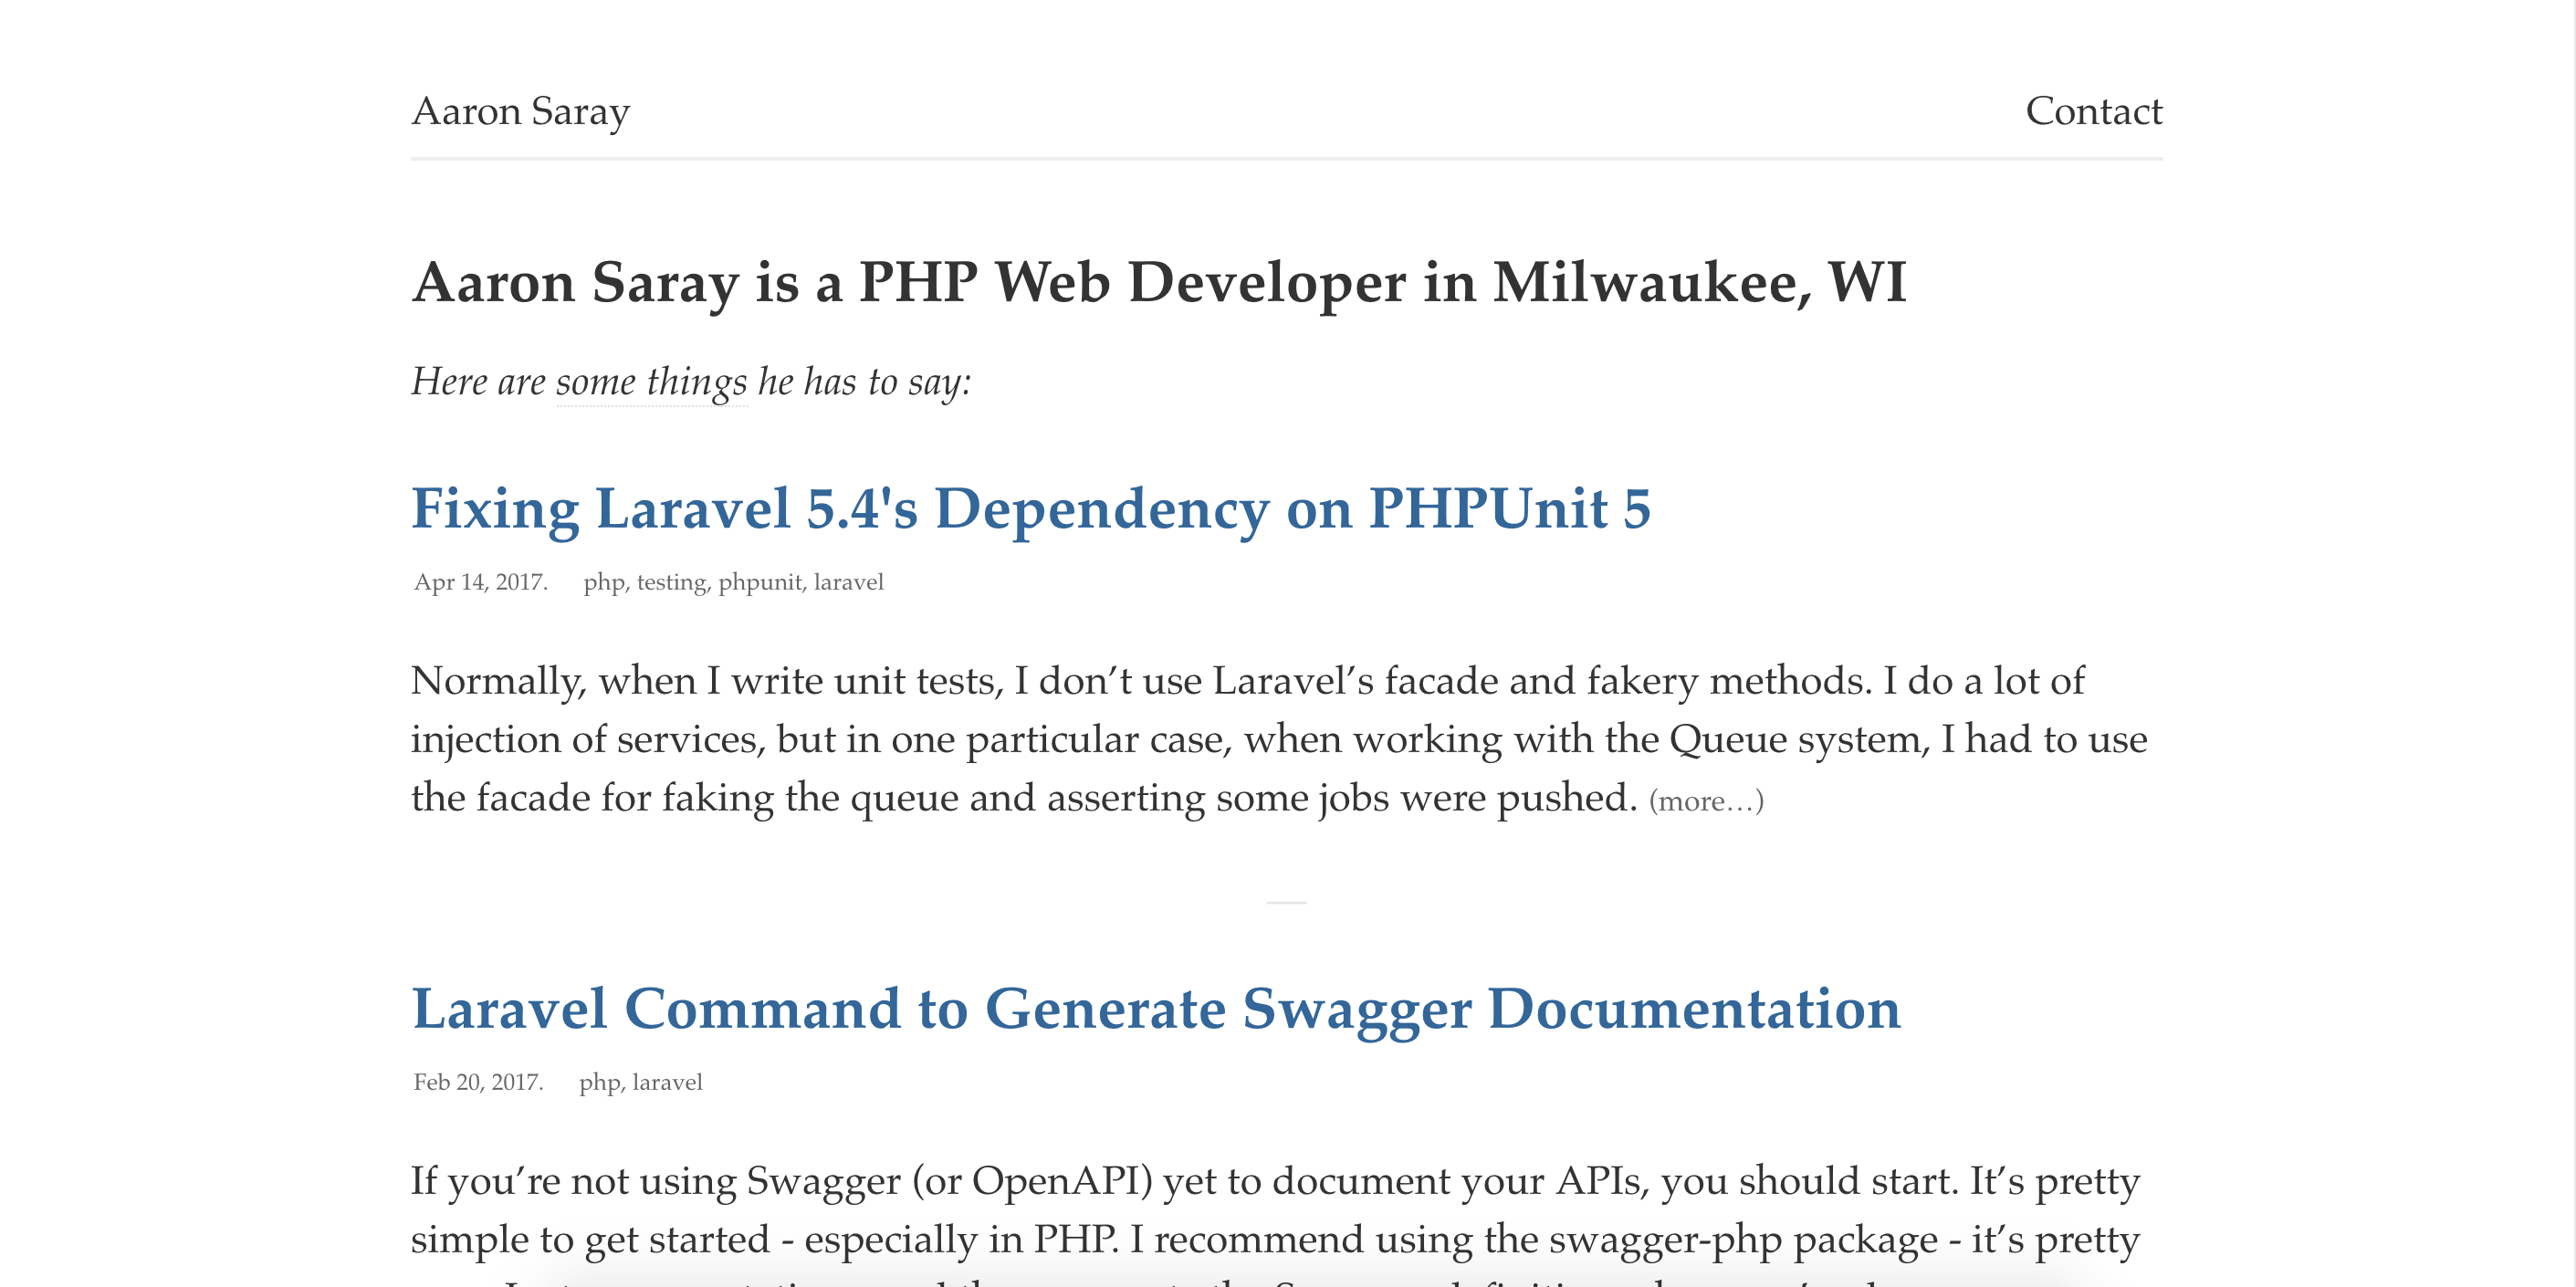 Aaron Saray
Contact
Aaron Saray is a PHP Web Developer in Milwaukee, WI
Here are some things he has to say:
Fixing Laravel 5.4's Dependency on PHPUnit 5
Apr 14, 2017. php, testing, phpunit, laravel
Normally, when I write unit tests, I don’t use Laravel’s facade and fakery methods. I do a lot of
injection of services, but in one particular case, when working with the Queue system, I had to use
the facade for faking the queue and asserting some jobs were pushed. (more…)
Laravel Command to Generate Swagger Documentation
Feb 20, 2017. php, laravel
If you’re not using Swagger (or OpenAPI) yet to document your APIs, you should start. It’s pretty
simple to get started - especially in PHP. I recommend using the swagger-php package - it’s pretty